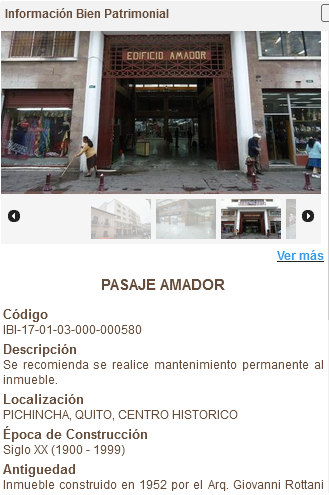 Información Bien Patrimonial
EDIFICIO AMADOR
Ver más
PASAJE AMADOR
Código
IBI-17-01-03-000-000580
Descripción
Se recomienda se realice mantenimiento permanente al
inmueble.
Localización
PICHINCHA, QUITO, CENTRO HISTORICO
Época de Construcción
Siglo XX (1900 - 1999)
Antiguedad
Inmueble construido en 1952 por el Arq. Giovanni Rottani